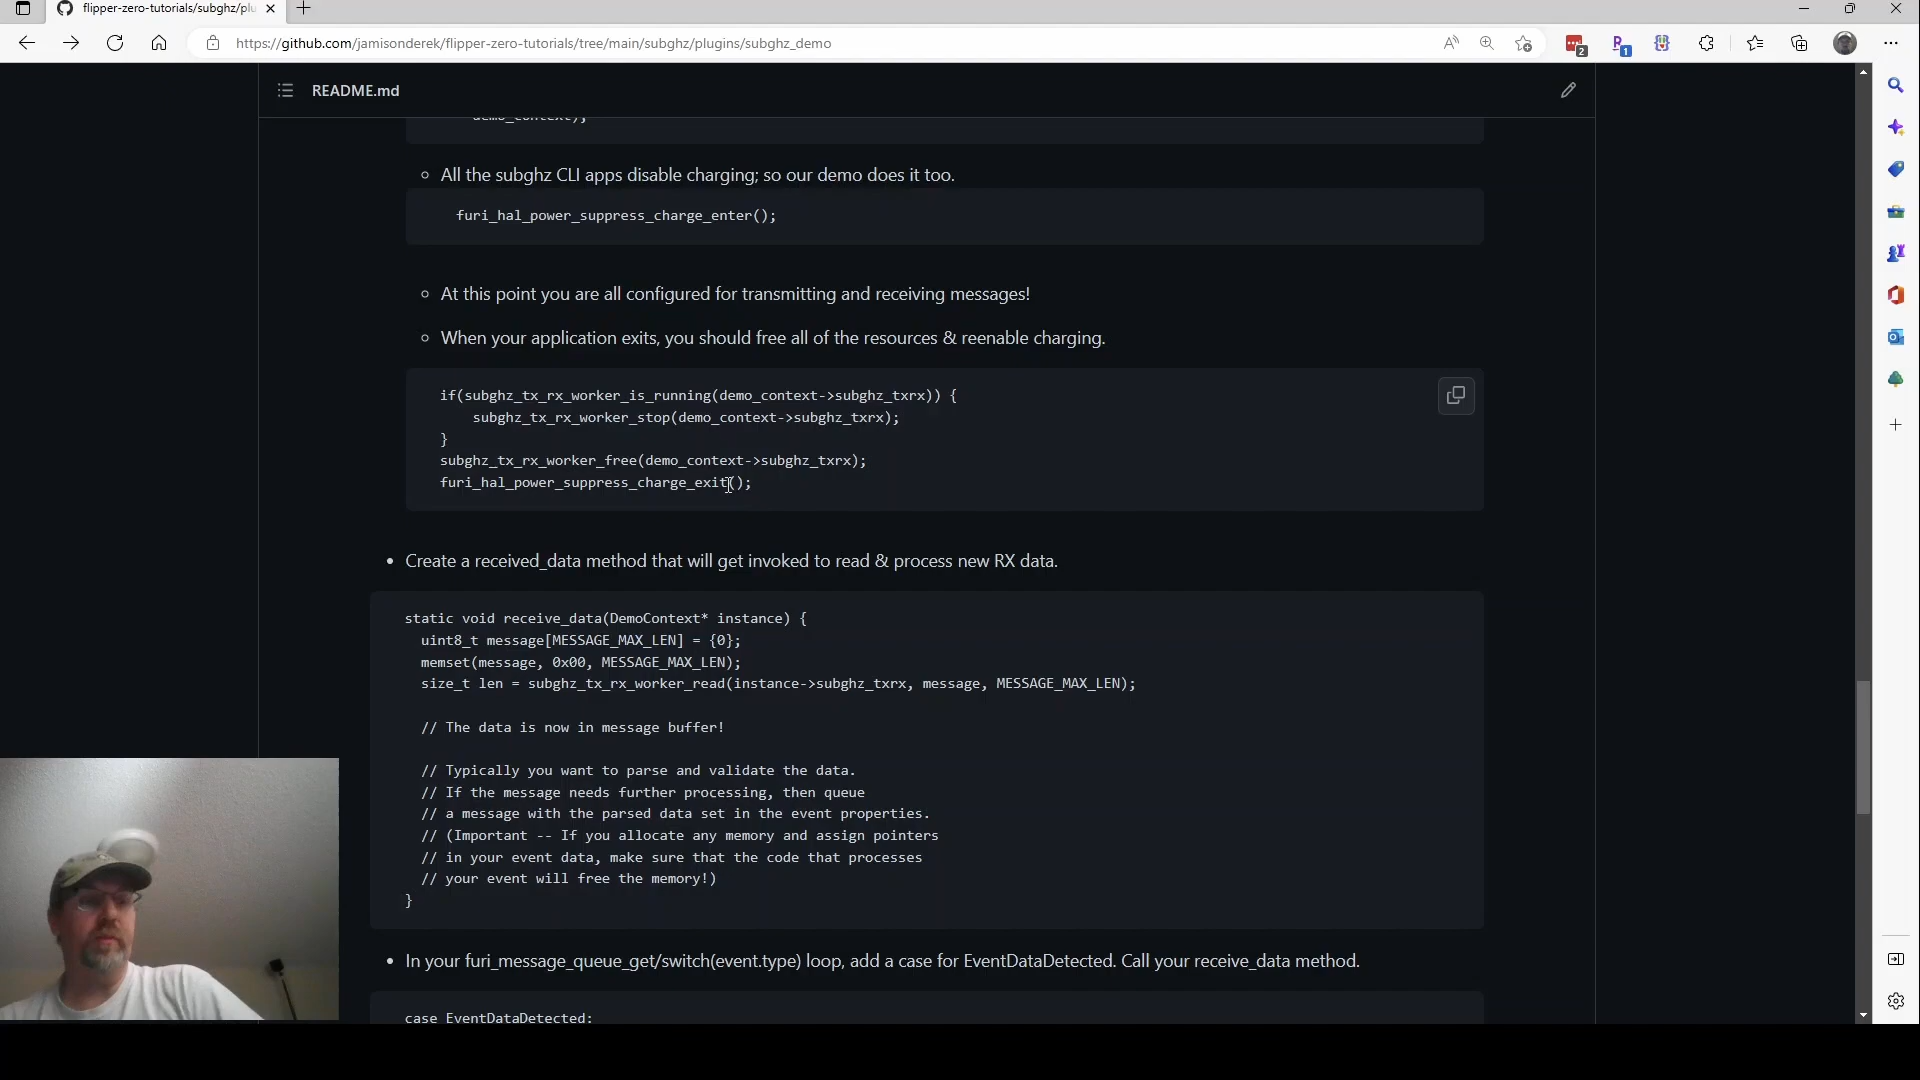 flipper-zero-tutorials/subghz/plu
https://github.com/jamisonderek/flipper-zero-tutorials/tree/main/subghz/plugins/subghz_demo
2
1
README.md
demo_context);
All the subghz CLI apps disable charging; so our demo does it too.
furi_hal_power_suppress_charge_enter();
At this point you are all configured for transmitting and receiving messages!
When your application exits, you should free all of the resources & reenable charging.
if(subghz_tx_rx_worker_is_running(demo_context->subghz_txrx)) {
subghz_tx_rx_worker_stop(demo_context->subghz_txrx);
}
subghz_tx_rx_worker_free(demo_context->subghz_txrx);
furi_hal_power_suppress_charge_exit();
Create a received_data method that will get invoked to read & process new RX data.
static void receive_data(DemoContext* instance) {
uint8_t message[MESSAGE_MAX_LEN] = {0};
memset(message, 0x00, MESSAGE_MAX_LEN);
size_t len = subghz_tx_rx_worker_read(instance->subghz_txrx, message, MESSAGE_MAX_LEN);
// The data is now in message buffer!
// Typically you want to parse and validate the data.
// If the message needs further processing, then queue
// a message with the parsed data set in the event properties.
// (Important -- If you allocate any memory and assign pointers
// in your event data, make sure that the code that processes
// your event will free the memory!)
}
In your furi_message_queue_get/switch(event.type) loop, add a case for EventDataDetected. Call your receive_data method.
case EventDataDetected: